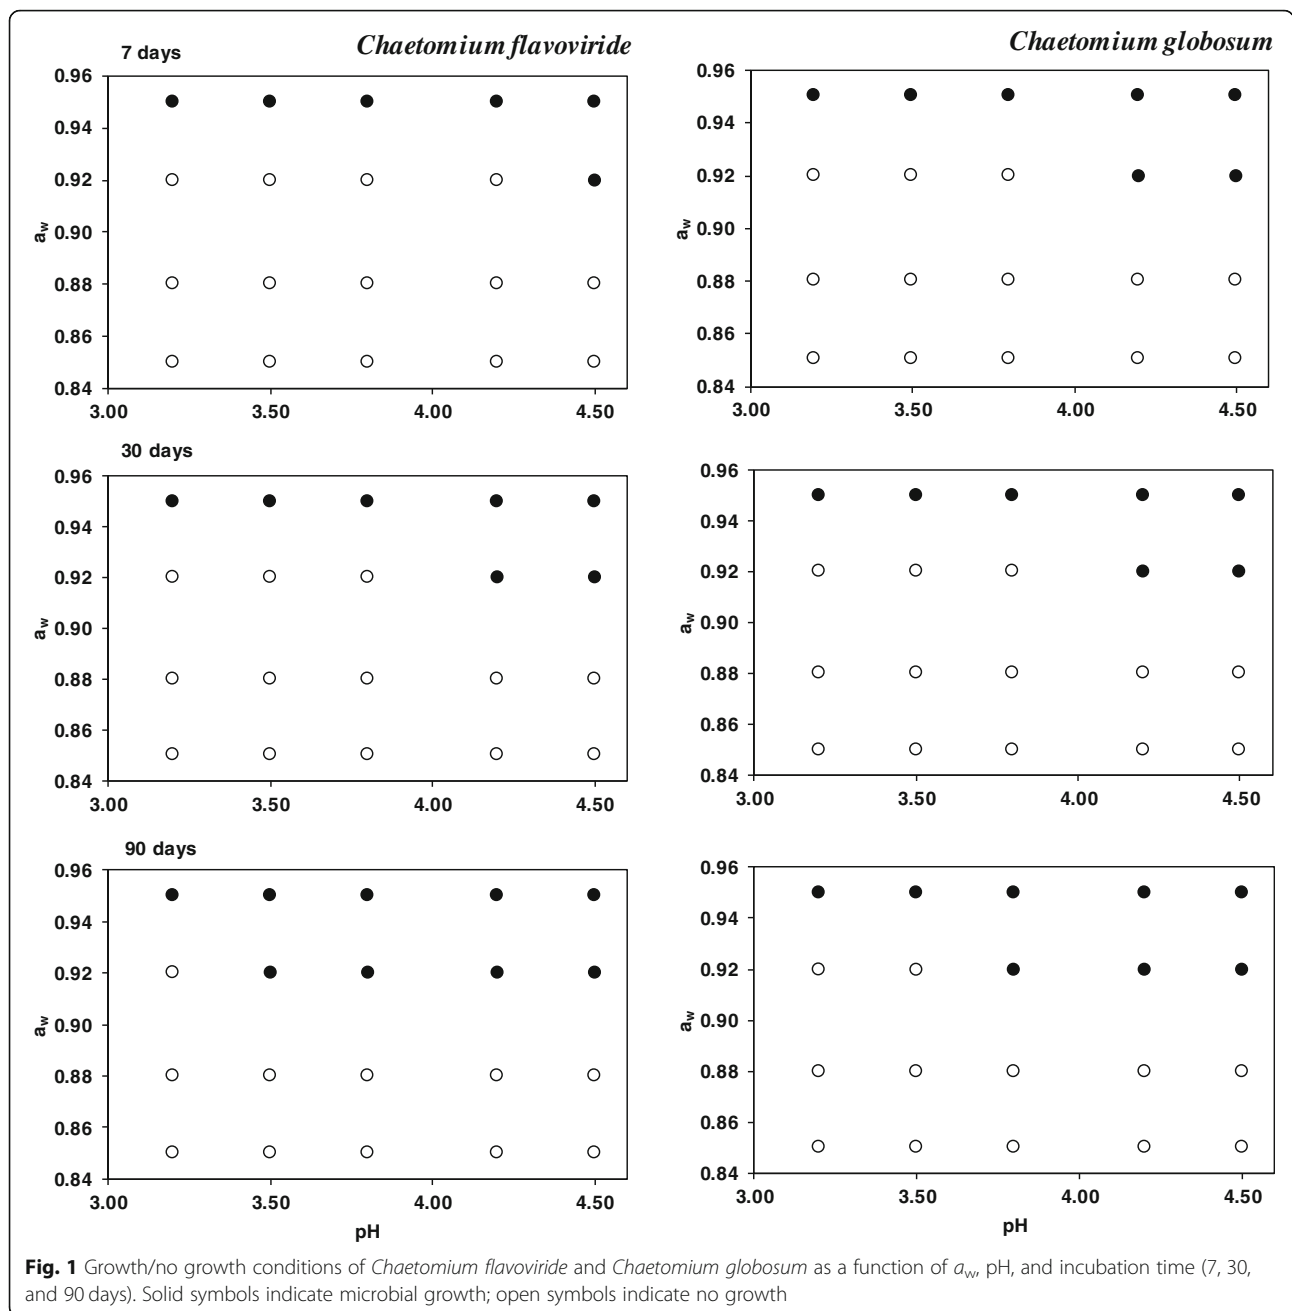 7 days
Chaetomium flavoviride
Chaetomium globosum
0.96
0.94
0.92
0.90
0.88
0.86
0.84
aw
3.00 3.50 4.00 4.50
0.96
0.94
0.92
0.90
0.88
0.86
0.84
aw
3.00 3.50 4.00 4.50
30 days
0.96
0.94
0.92
0.90
0.88
0.86
0.84
aw
3.00 3.50 4.00 4.50
0.96
0.94
0.92
0.90
0.88
0.86
0.84
aw
3.00 3.50 4.00 4.50
90 days
0.96
0.94
0.92
0.90
0.88
0.86
0.84
aw
3.00 3.50 4.00 4.50
pH
0.96
0.94
0.92
0.90
0.88
0.86
0.84
aw
3.00 3.50 4.00 4.50
pH
Fig. 1 Growth/no growth conditions of Chaetomium flavoviride and Chaetomium globosum as a function of aw, pH, and incubation time (7, 30,
and 90 days). Solid symbols indicate microbial growth; open symbols indicate no growth